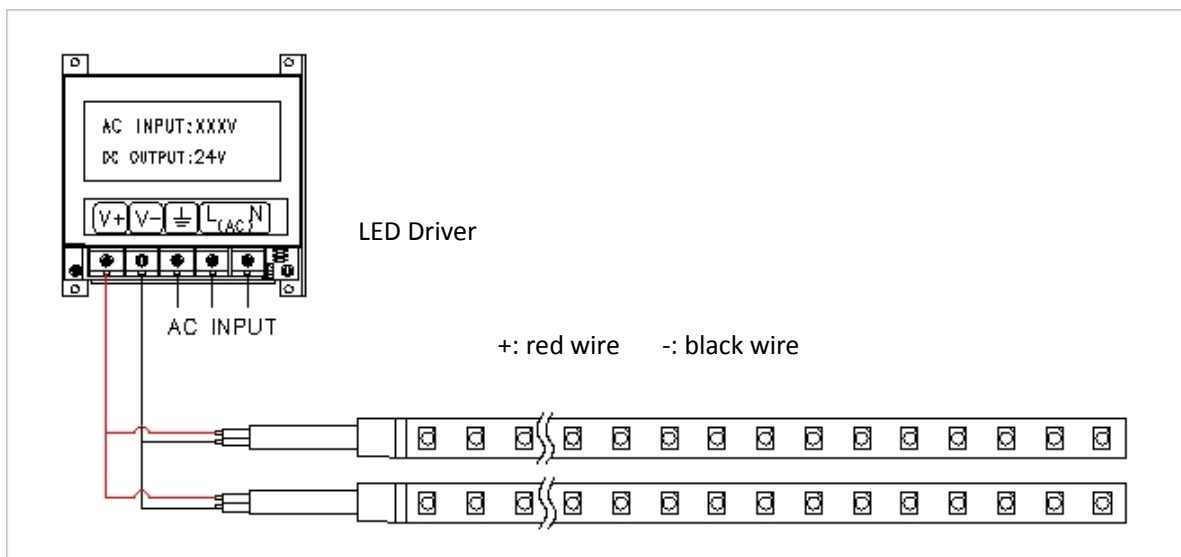 AC INPUT:XXXV
DC OUTPUT:24V
V+ V- L(AC)N
LED Driver
AC INPUT
+: red wire -: black wire